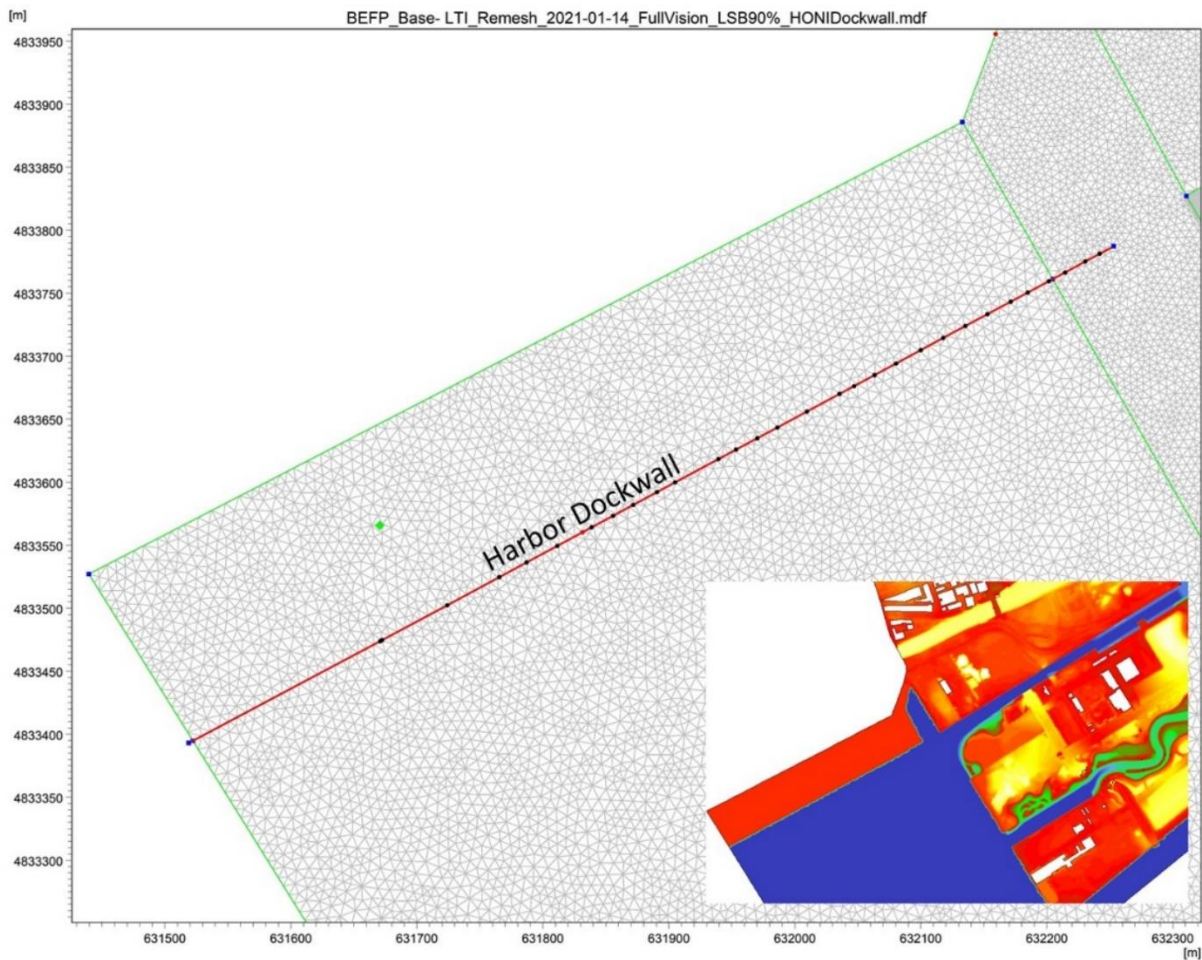 [m]
BEFP_Base- LTI_Remesh_2021-01-14_FullVision_LSB90%_HONIDockwall.mdf
4833950
4833900
4833850
4833800
4833750
4833700
4833650
4833600
4833550
4833500
4833450
4833400
4833350
4833300
Harbor Dockwall
631500 631600 631700 631800 631900 632000 632100 632200 632300
[m]